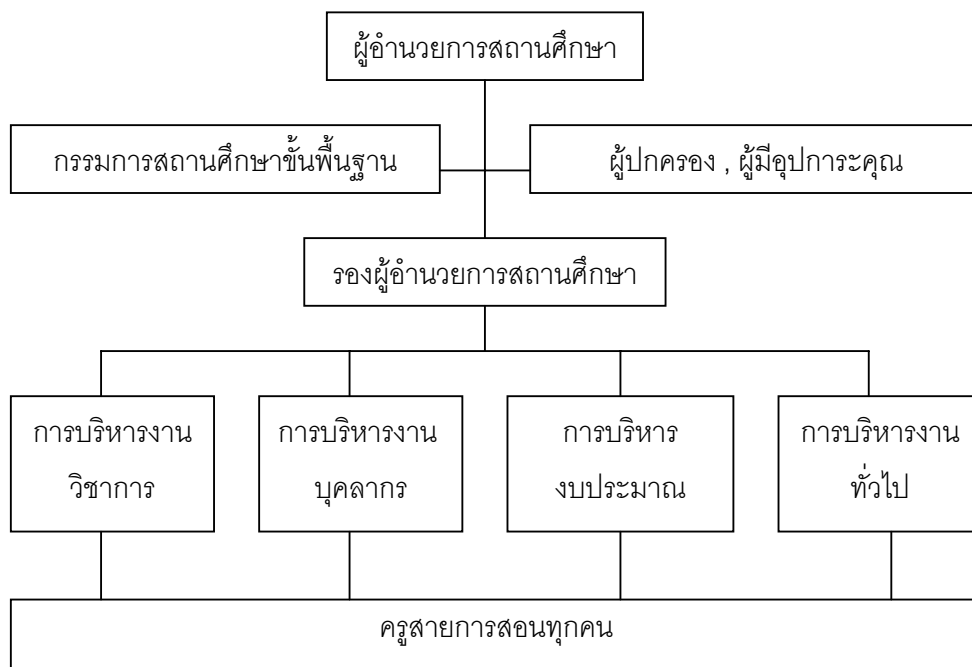 ผู้อำนวยการสถานศึกษา
กรรมการสถานศึกษาขั้นพื้นฐาน
ผู้ปกครอง , ผู้มีอุปการะคุณ
รองผู้อำนวยการสถานศึกษา
การบริหารงาน
วิชาการ
การบริหารงาน
บุคลากร
การบริหาร
งบประมาณ
การบริหารงาน
ทั่วไป
ครูสายการสอนทุกคน